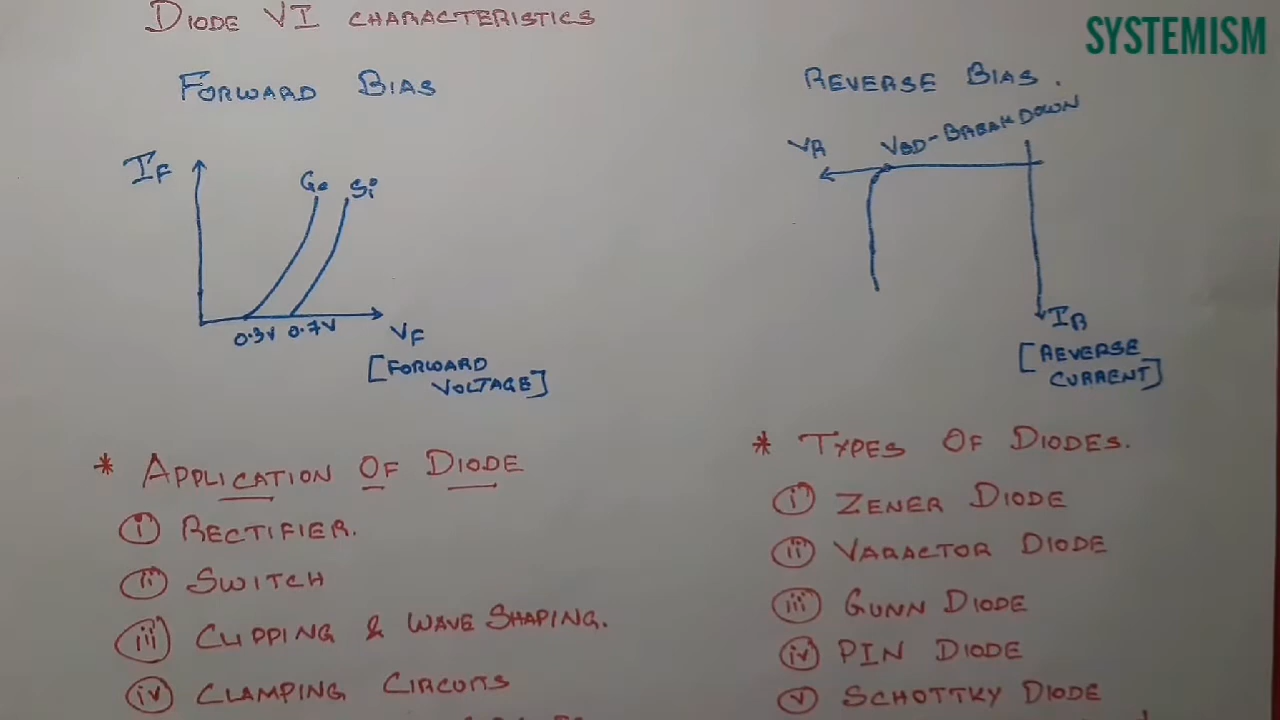 DIODE VI CHARACTERISTICS
SYSTEMISM
FORWARD BIAS
IF
Ge
Si
0.3V 0.7V
VF
[FORWARD
VOLTAGE]
REVERSE BIAS.
VR
VBD-BREAKDOWN
IR
[REVERSE
CURRENT]
* APPLICATION OF DIODE
(i) RECTIFIER.
(ii) SWITCH
(iii) CLIPPING & WAVE SHAPING.
(iv) CLAMPING CIRCUITS
* TYPES OF DIODES.
(i) ZENER DIODE
(ii) VARACTOR DIODE
(iii) GUNN DIODE
(iv) PIN DIODE
(v) SCHOTTKY DIODE